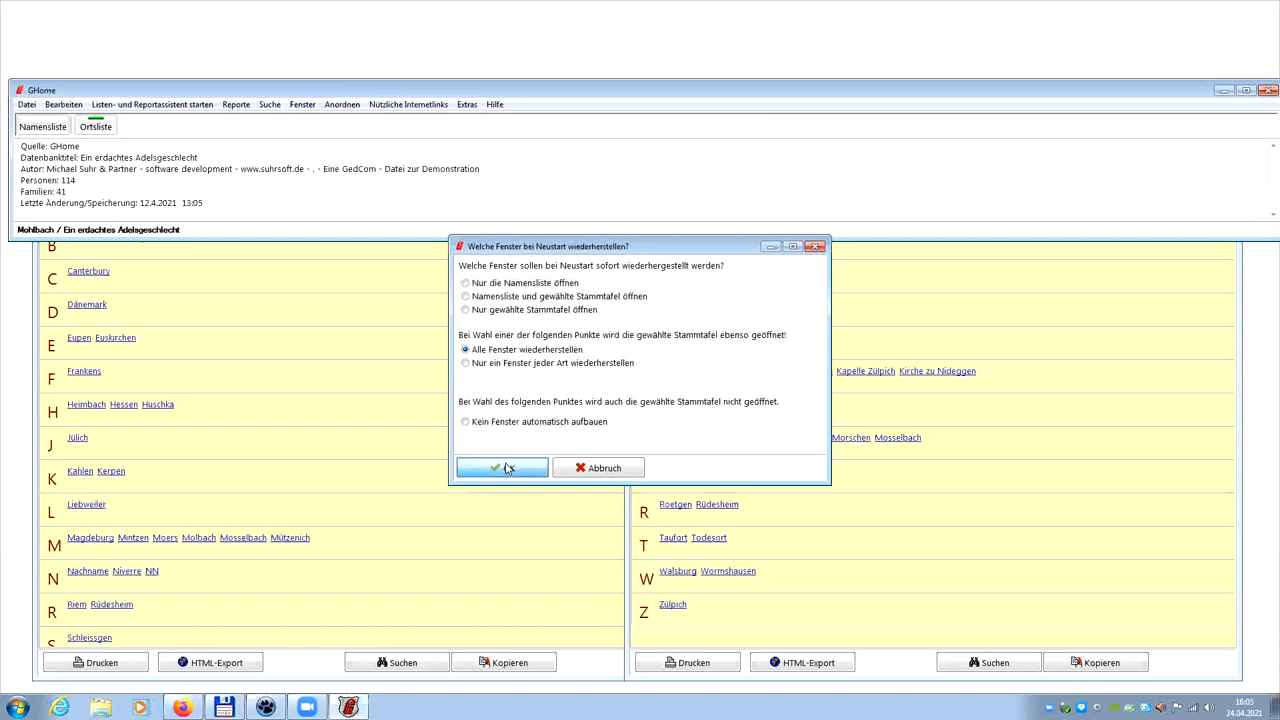 GHome
Datei Bearbeiten Listen- und Reportassistent starten Reporte Suche Fenster Anordnen Nützliche Internetlinks Extras Hilfe
Namensliste Ortsliste
Quelle: GHome
Datenbanktitel: Ein erdachtes Adelsgeschlecht
Autor: Michael Suhr & Partner - software development - www.suhrsoft.de - . - Eine GedCom - Datei zur Demonstration
Personen: 114
Familien: 41
Letzte Änderung/Speicherung: 12.4.2021 13:05
Mohlbach / Ein erdachtes Adelsgeschlecht
Welche Fenster bei Neustart wiederherstellen?
Welche Fenster sollen bei Neustart sofort wiederhergestellt werden?
Nur die Namensliste öffnen
Namensliste und gewählte Stammtafel öffnen
Nur gewählte Stammtafel öffnen
Bei Wahl einer der folgenden Punkte wird die gewählte Stammtafel ebenso geöffnet!
Alle Fenster wiederherstellen
Nur ein Fenster jeder Art wiederherstellen
Bei Wahl des folgenden Punktes wird auch die gewählte Stammtafel nicht geöffnet.
Kein Fenster automatisch aufbauen
Abbruch
B
C Canterbury
D Dänemark
E Eupen Euskirchen
F Frankens
H Heimbach Hessen Huschka
J Jülich
K Kahlen Kerpen
L Liebweiler
M Magdeburg Mintzen Moers Molbach Mosselbach Mützenich
N Nachname Niverre NN
R Riem Rüdesheim
S Schleissgen
Drucken HTML-Export Suchen Kopieren
Kapelle Zülpich Kirche zu Nideggen
Morschen Mosselbach
R Roetgen Rüdesheim
T Taufort Todesort
W Walsburg Wormshausen
Z Zülpich
Drucken HTML-Export Suchen Kopieren
16:05
24.04.2021